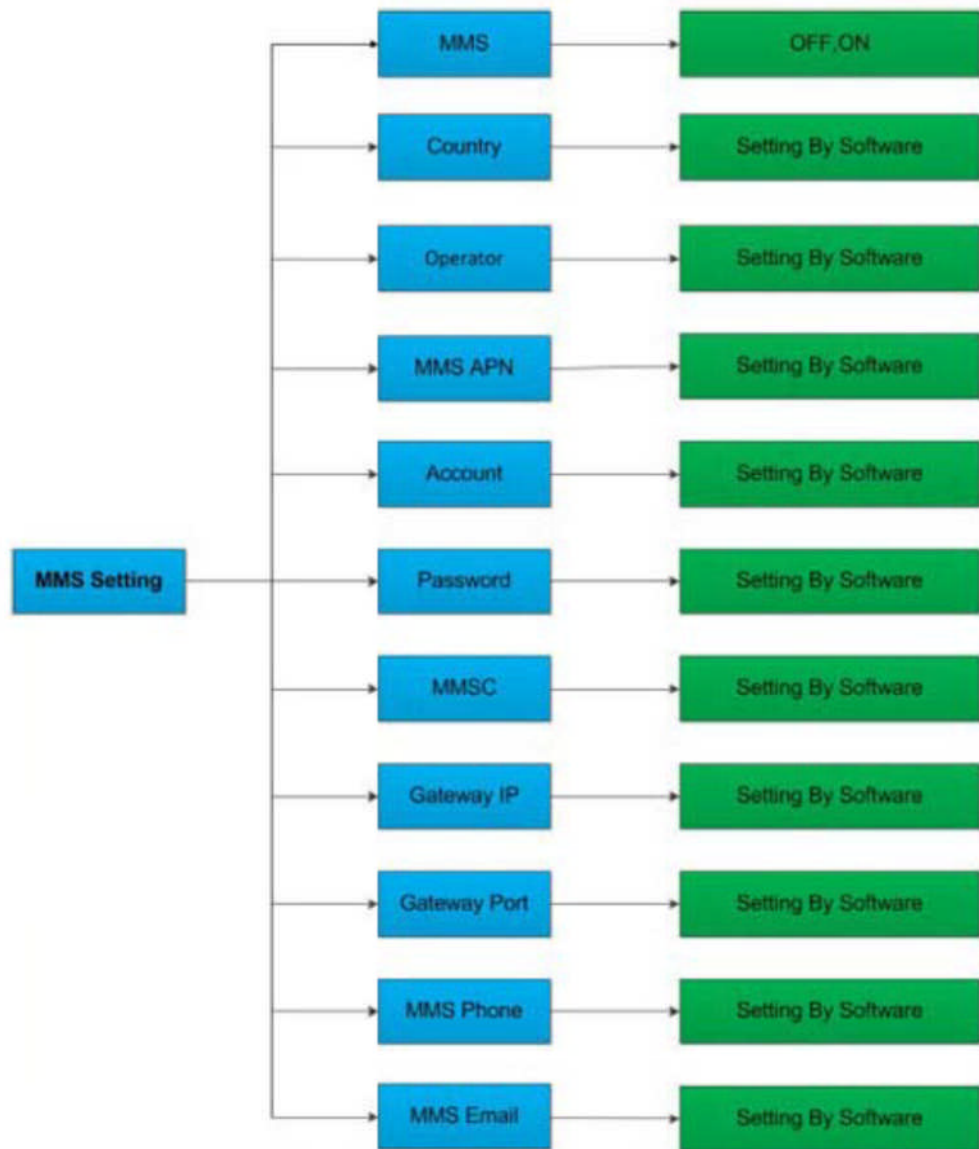 MMS
OFF,ON
Country
Setting By Software
Operator
Setting By Software
MMS APN
Setting By Software
Account
Setting By Software
MMS Setting
Password
Setting By Software
MMSC
Setting By Software
Gateway IP
Setting By Software
Gateway Port
Setting By Software
MMS Phone
Setting By Software
MMS Email
Setting By Software